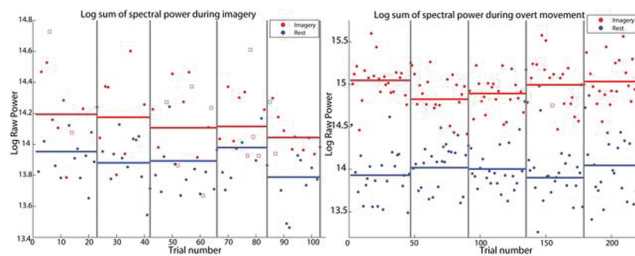 Log sum of spectral power during imagery
Imagery
Rest
Log Raw Power
14.8
14.6
14.2
14
13.8
13.6
13.4
0
10
20
30
40
50
60
70
80
90
100
Trial number
Log sum of spectral power during overt movement
Imagery
Rest
Log Raw Power
15.5
15
14.5
14
13.5
0
50
100
150
200
Trial number